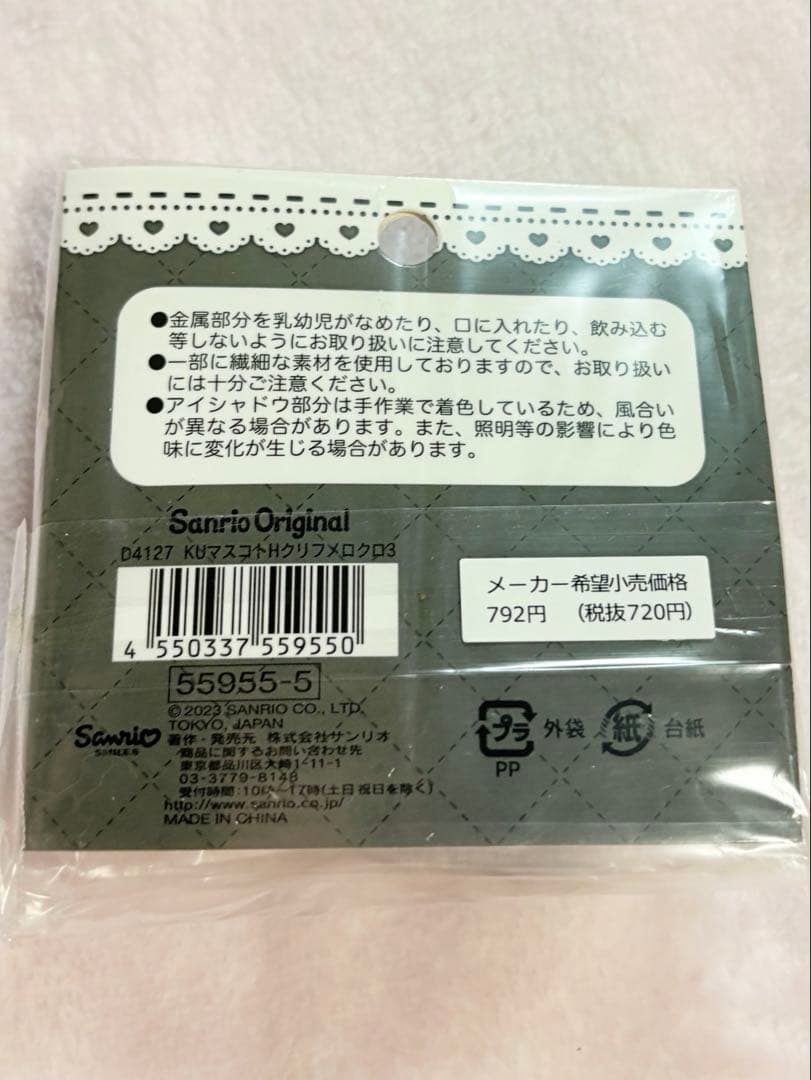 ●金属部分を乳幼児がなめたり、口に入れたり、飲み込む
等しないようにお取り扱いに注意してください。
●一部に繊細な素材を使用しておりますので、お取り扱い
には十分ご注意ください。
●アイシャドウ部分は手作業で着色しているため、風合い
が異なる場合があります。また、照明等の影響により色
味に変化が生じる場合があります。
Sanrio Original
D4127 KUマスコトHクリフメロクロ3
4 550337 559550
メーカー希望小売価格
792円 (税抜720円)
55955-5
©2023 SANRIO CO., LTD.
TOKYO, JAPAN
Sanrio
SMILES
著作・発売元 株式会社サンリオ
商品に関するお問い合わせ先
東京都品川区大崎1-11-1
03-3779-8148
受付時間:10時〜17時(土日祝日を除く)
http://www.sanrio.co.jp/
MADE IN CHINA
プラ 外袋 紙 台紙
PP